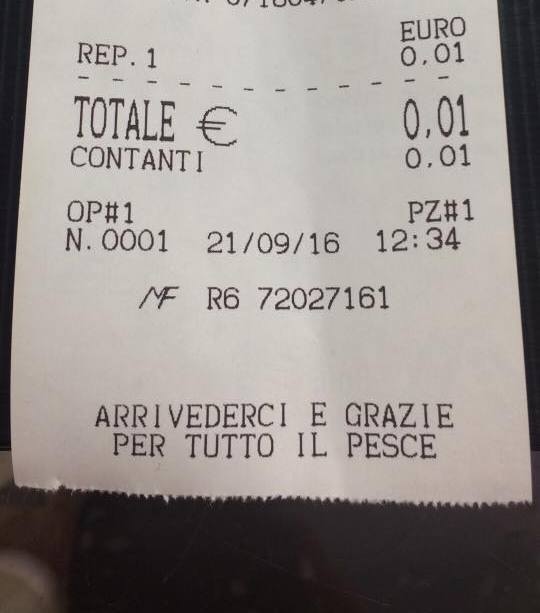 EURO
REP. 1 0.01
TOTALE € 0,01
CONTANTI 0.01
OP#1 PZ#1
N. 0001 21/09/16 12:34
MF R6 72027161
ARRIVEDERCI E GRAZIE
PER TUTTO IL PESCE